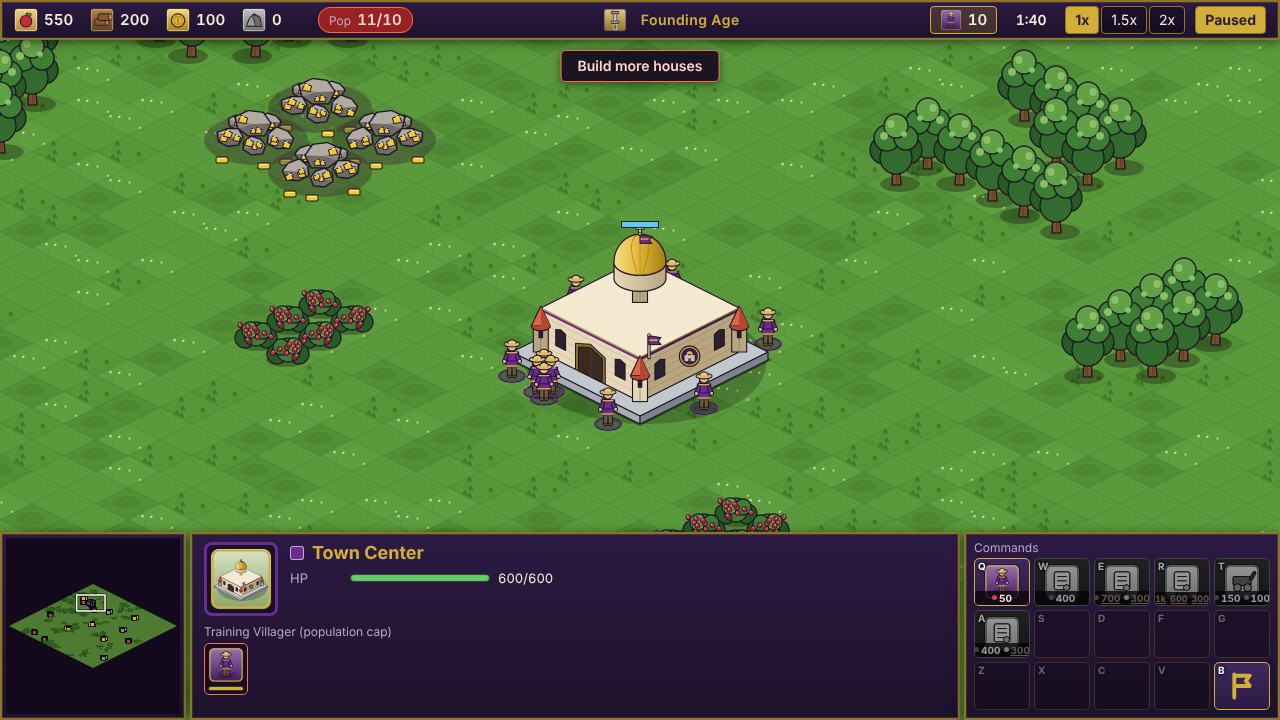 550
200
100
0
Pop 11/10
Founding Age
10
1:40
1x
1.5x
2x
Paused
Build more houses
Town Center
HP
600/600
Training Villager (population cap)
Commands
Q
50
W
400
E
700 300
R
1k 600 300
T
150 100
A
400 300
S
D
F
G
Z
X
C
V
B